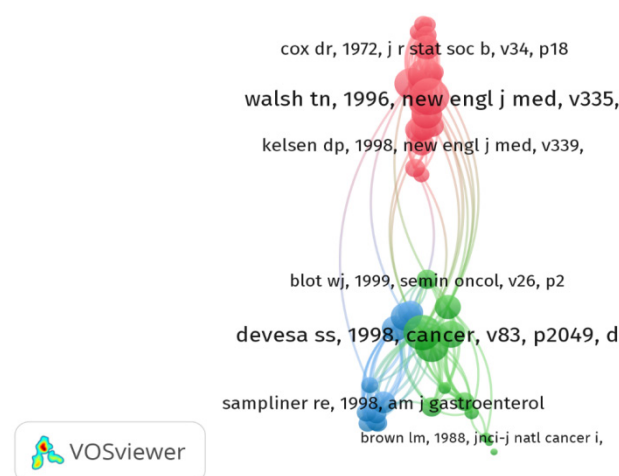 cox dr, 1972, j r stat soc b, v34, p18
walsh tn, 1996, new engl j med, v335,
kelsen dp, 1998, new engl j med, v339,
blot wj, 1999, semin oncol, v26, p2
devesa ss, 1998, cancer, v83, p2049, d
sampliner re, 1998, am j gastroenterol
brown lm, 1988, jnci-j natl cancer i,
VOSviewer